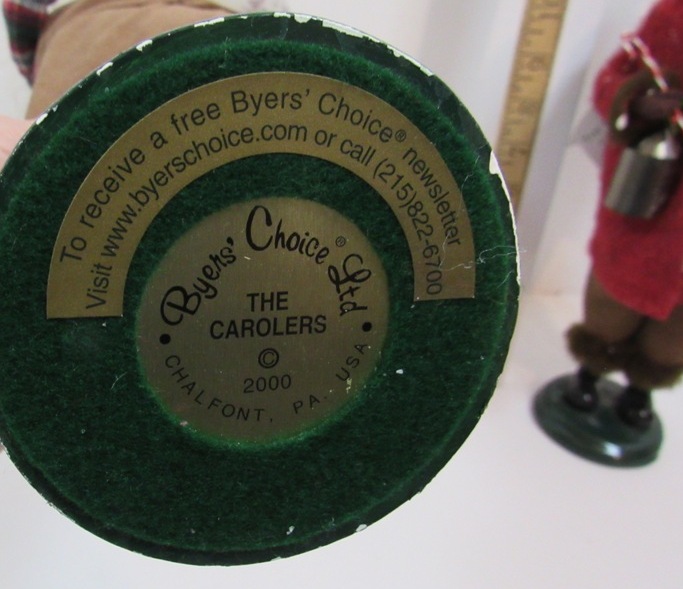 To receive a free Byers' Choice® newsletter
Visit www.byerschoice.com or call (215)822-6700
Byers' Choice® Ltd
THE
CAROLERS
©
2000
• CHALFONT, PA. USA •